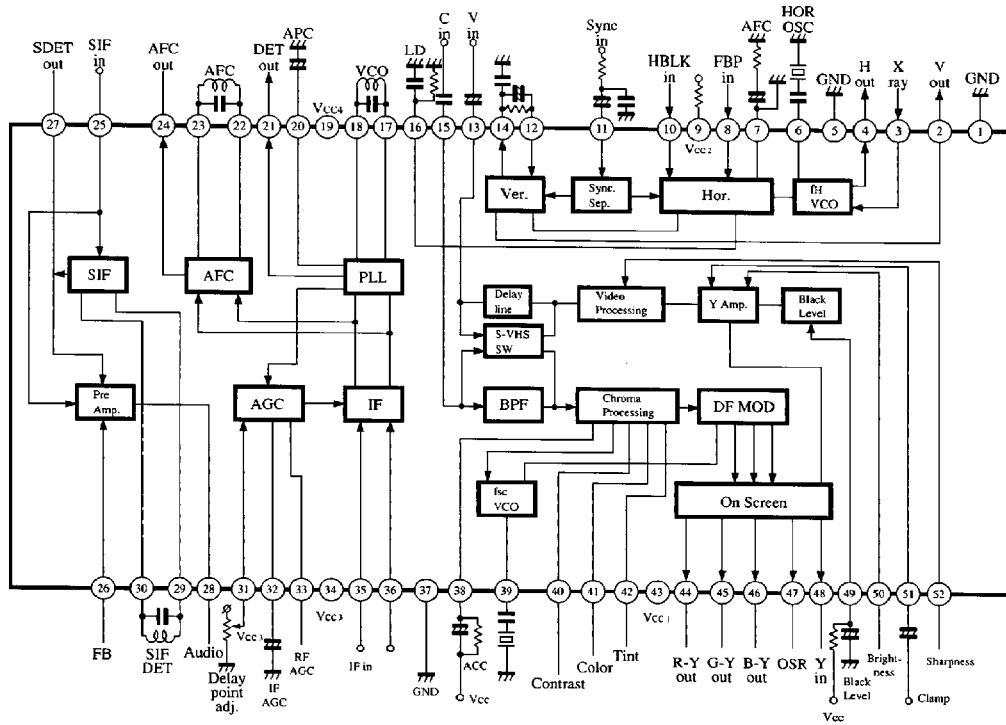 SDET
out
SIF
in
AFC
out
AFC
DET
out
APC
VCC4
VCO
LD
C
in
V
in
Sync
in
HBLK
in
VCC2
FBP
in
AFC
HOR
OSC
GND
H
out
X
ray
V
out
GND
27
25
24
23
22
21
20
19
18
17
16
15
13
14
12
11
10
9
8
7
6
5
4
3
2
1
Ver.
Sync.
Sep.
Hor.
fH
VCO
SIF
AFC
PLL
Delay
line
Video
Processing
Y Amp.
Black
Level
S-VHS
SW
Pre
Amp.
AGC
IF
BPF
Chroma
Processing
DF MOD
fsc
VCO
On Screen
26
30
29
28
31
32
33
34
35
36
37
38
39
40
41
42
43
44
45
46
47
48
49
50
51
52
FB
SIF
DET
Audio
VCC3
Delay
point
adj.
IF
AGC
RF
AGC
VCC3
IF in
GND
ACC
Vcc
Contrast
Color
Tint
VCC1
R-Y
out
G-Y
out
B-Y
out
OSR
Y
in
Black
Level
Vcc
Bright-
ness
Clamp
Sharpness